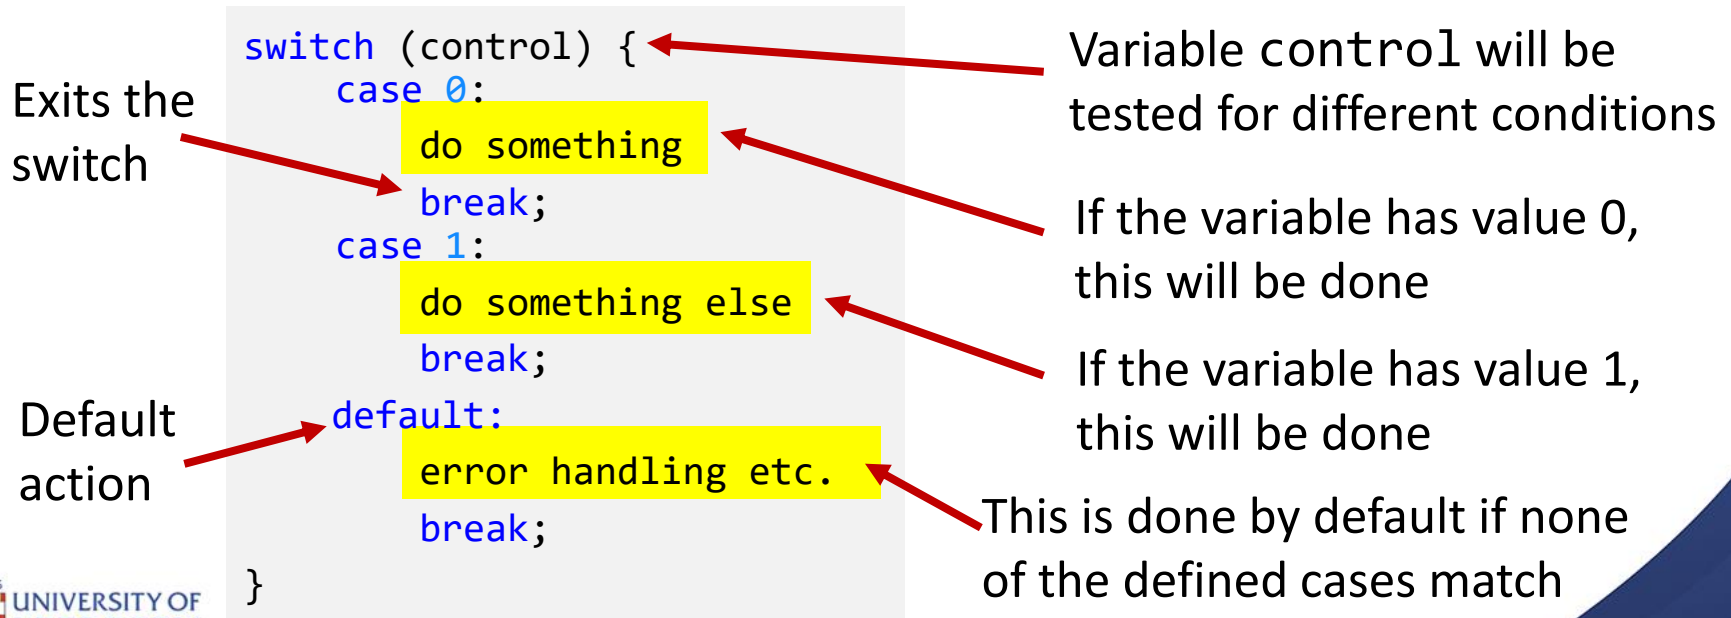 switch (control) {
case 0:
do something
break;
case 1:
do something else
break;
default:
error handling etc.
break;
}
Exits the
switch
Default
action
Variable control will be
tested for different conditions
If the variable has value 0,
this will be done
If the variable has value 1,
this will be done
This is done by default if none
of the defined cases match
UNIVERSITY OF